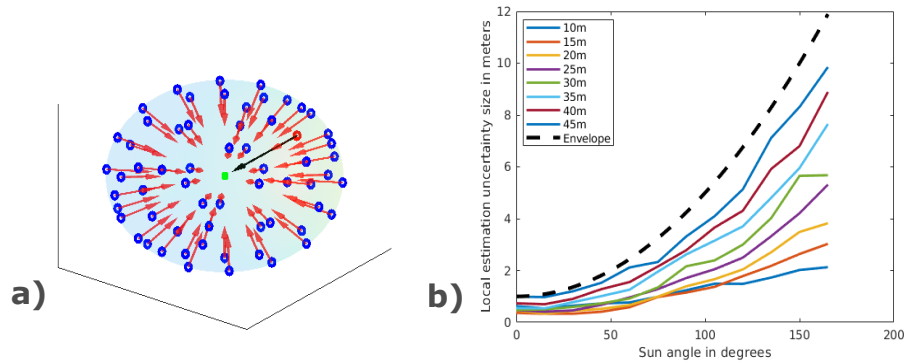 a)
b)
Local estimation uncertainty size in meters
12
10
8
6
4
2
0
0
50
100
150
200
Sun angle in degrees
10m
15m
20m
25m
30m
35m
40m
45m
Envelope